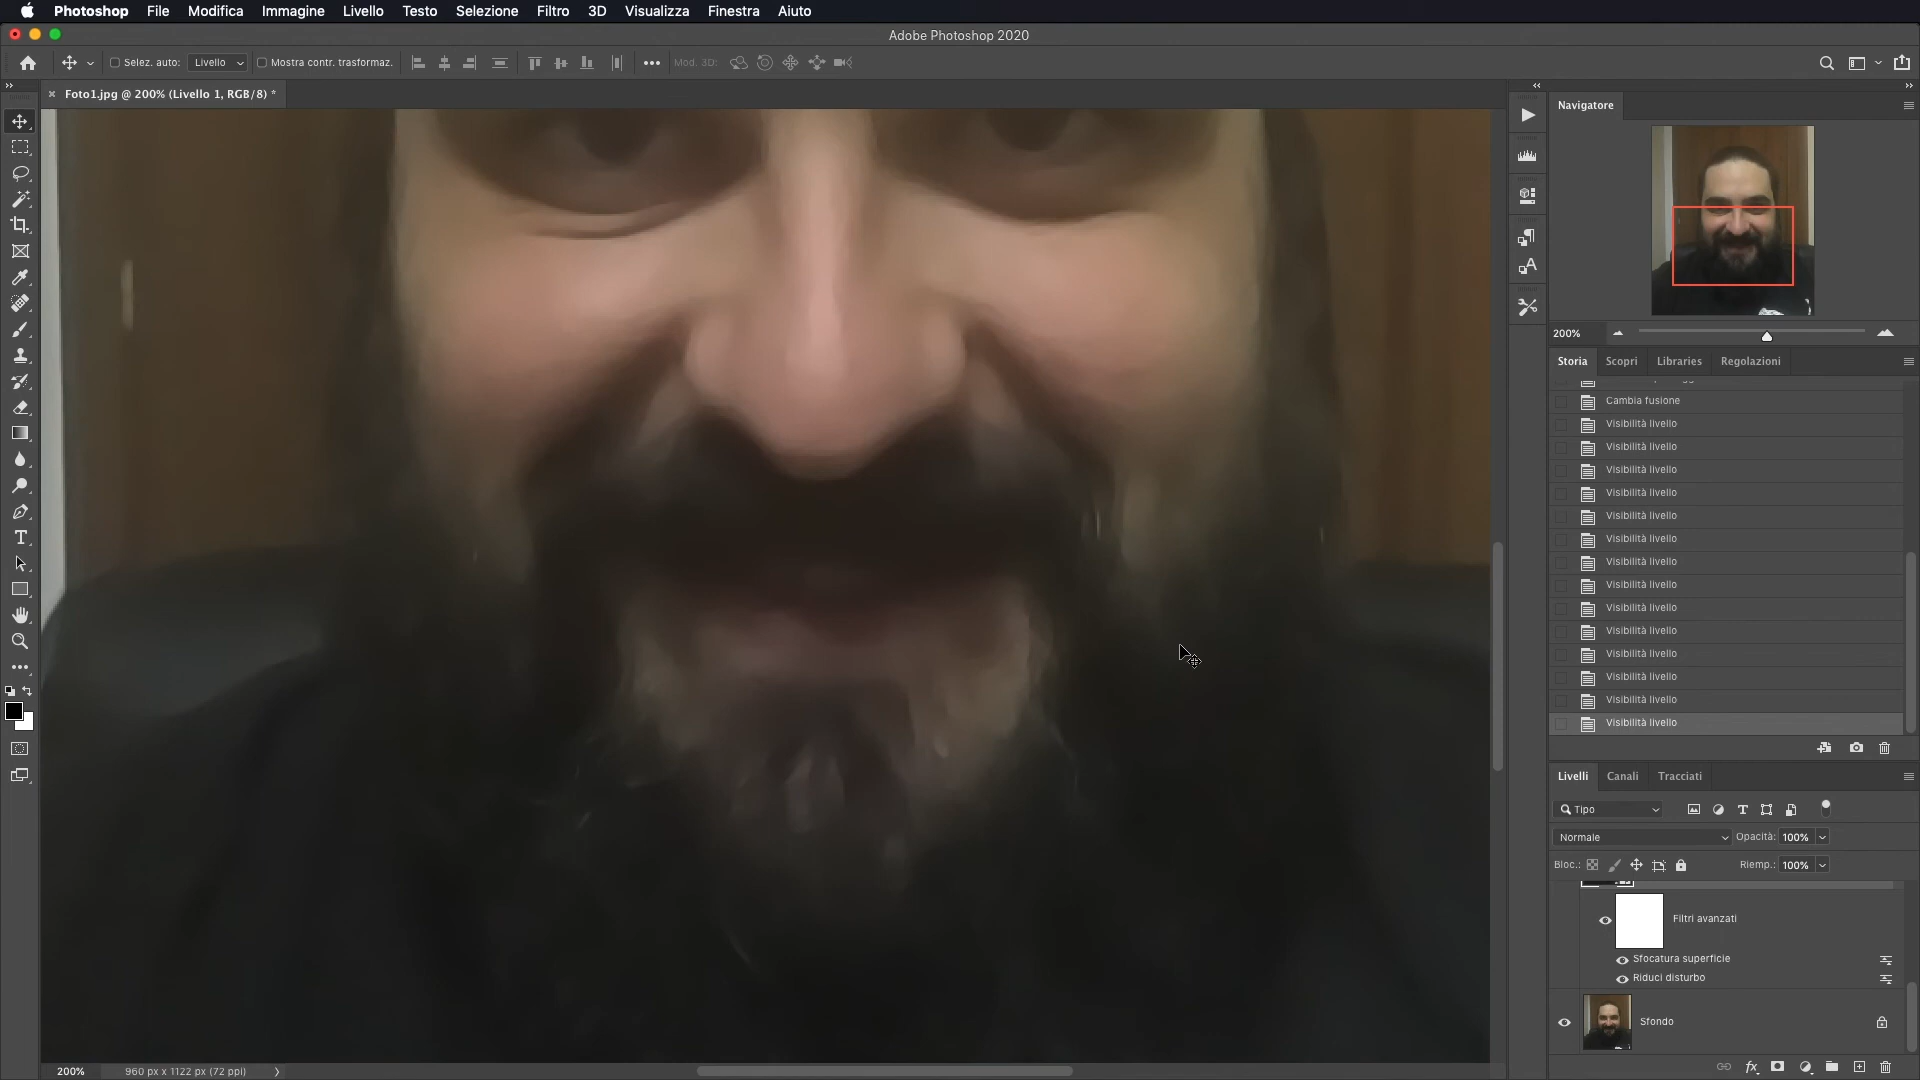 Photoshop File Modifica Immagine Livello Testo Selezione Filtro 3D Visualizza Finestra Aiuto
Adobe Photoshop 2020
Selez. auto: Livello Mostra contr. trasformaz. Mod. 3D:
Foto1.jpg @ 200% (Livello 1, RGB/8) *
Navigatore
200%
Storia Scopri Libraries Regolazioni
Cambia fusione
Visibilità livello
Visibilità livello
Visibilità livello
Visibilità livello
Visibilità livello
Visibilità livello
Visibilità livello
Visibilità livello
Visibilità livello
Visibilità livello
Visibilità livello
Visibilità livello
Visibilità livello
Visibilità livello
Livelli Canali Tracciati
Tipo
Normale Opacità: 100%
Bloc.: Riemp.: 100%
Filtri avanzati
Sfocatura superficie
Riduci disturbo
Sfondo
200% 960 px x 1122 px (72 ppi)